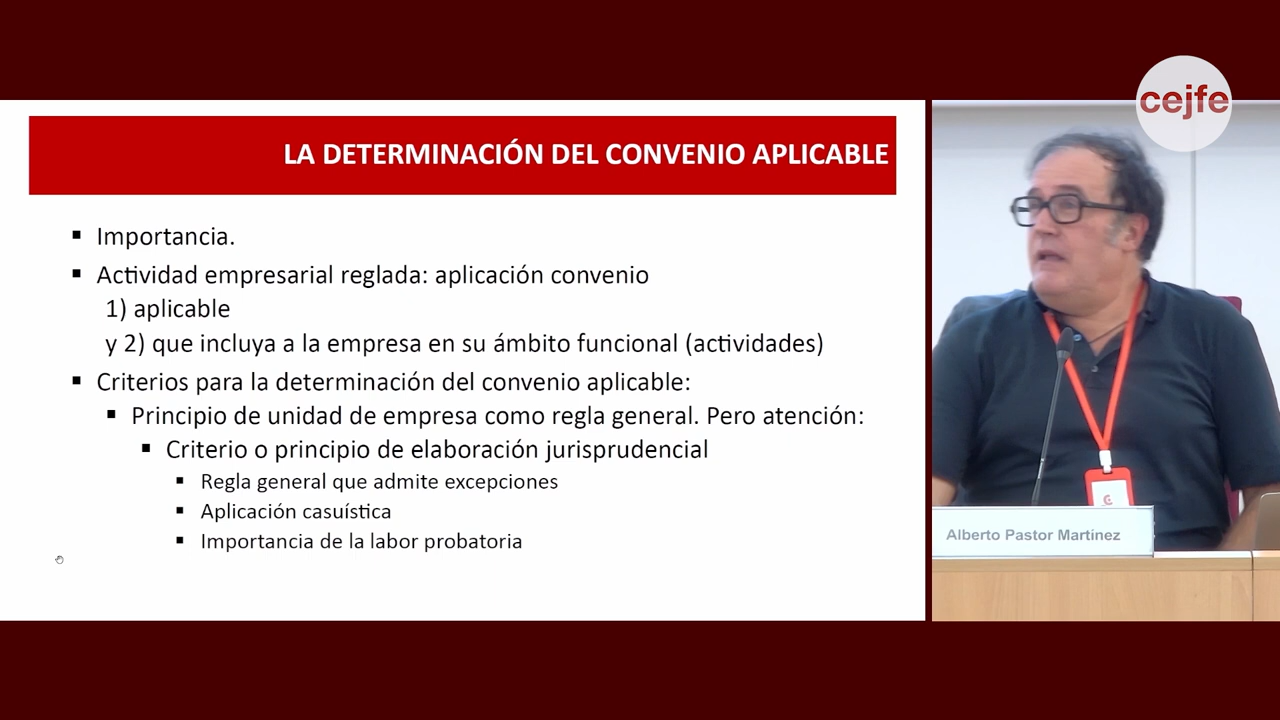 cejfe
LA DETERMINACIÓN DEL CONVENIO APLICABLE
▪ Importancia.
▪ Actividad empresarial reglada: aplicación convenio
1) aplicable
y 2) que incluya a la empresa en su ámbito funcional (actividades)
▪ Criterios para la determinación del convenio aplicable:
▪ Principio de unidad de empresa como regla general. Pero atención:
▪ Criterio o principio de elaboración jurisprudencial
▪ Regla general que admite excepciones
▪ Aplicación casuística
▪ Importancia de la labor probatoria
Alberto Pastor Martínez